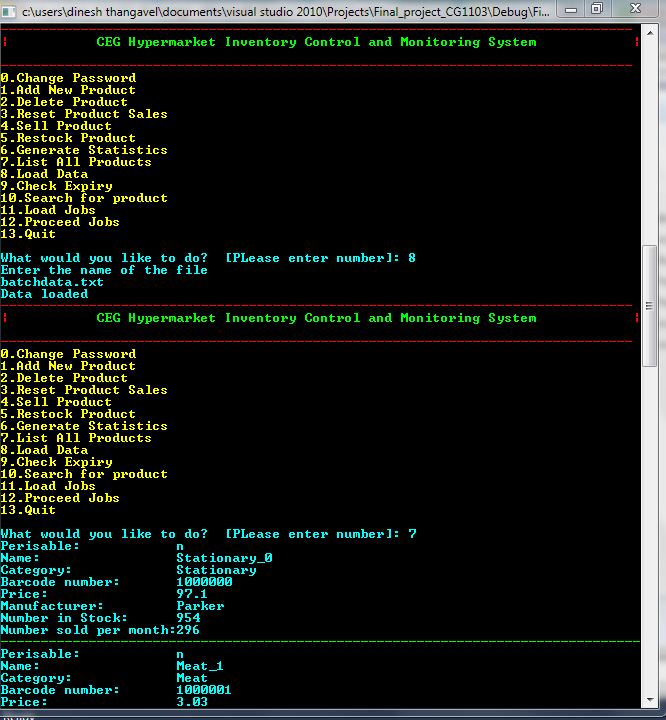 c:\users\dinesh thangavel\documents\visual studio 2010\Projects\Final_project_CG1103\Debug\Fi...
CEG Hypermarket Inventory Control and Monitoring System
0.Change Password
1.Add New Product
2.Delete Product
3.Reset Product Sales
4.Sell Product
5.Restock Product
6.Generate Statistics
7.List All Products
8.Load Data
9.Check Expiry
10.Search for product
11.Load Jobs
12.Proceed Jobs
13.Quit
What would you like to do?  [PLease enter number]: 8
Enter the name of the file
batchdata.txt
Data loaded
CEG Hypermarket Inventory Control and Monitoring System
0.Change Password
1.Add New Product
2.Delete Product
3.Reset Product Sales
4.Sell Product
5.Restock Product
6.Generate Statistics
7.List All Products
8.Load Data
9.Check Expiry
10.Search for product
11.Load Jobs
12.Proceed Jobs
13.Quit
What would you like to do?  [PLease enter number]: 7
Perisable: n
Name: Stationary_0
Category: Stationary
Barcode number: 1000000
Price: 97.1
Manufacturer: Parker
Number in Stock: 954
Number sold per month:296
Perisable: n
Name: Meat_1
Category: Meat
Barcode number: 1000001
Price: 3.03